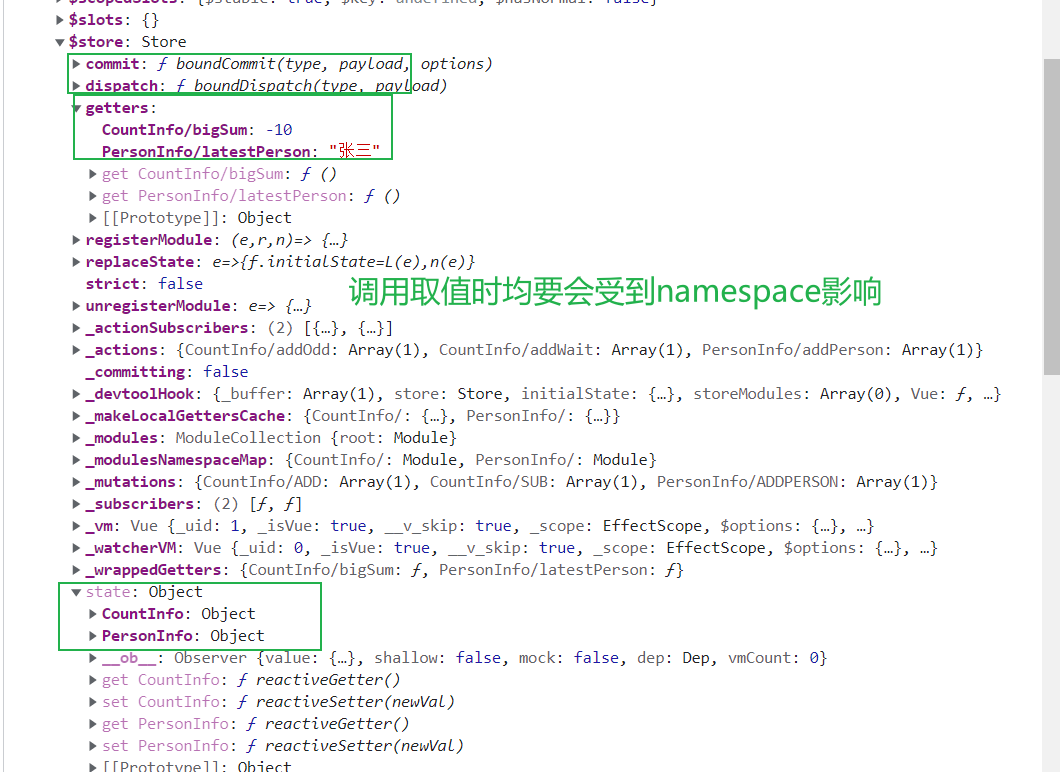 $scopedSlots: {$stable: true, $key: undefined, $hasNormal: false}
$slots: {}
$store: Store
commit: ƒ boundCommit(type, payload, options)
dispatch: ƒ boundDispatch(type, payload)
getters:
CountInfo/bigSum: -10
PersonInfo/latestPerson: "张三"
get CountInfo/bigSum: ƒ ()
get PersonInfo/latestPerson: ƒ ()
[[Prototype]]: Object
registerModule: (e,r,n)=> {…}
replaceState: e=>{f.initialState=L(e),n(e)}
strict: false
调用取值时均要会受到namespace影响
unregisterModule: e=> {…}
_actionSubscribers: (2) [{…}, {…}]
_actions: {CountInfo/addOdd: Array(1), CountInfo/addWait: Array(1), PersonInfo/addPerson: Array(1)}
_committing: false
_devtoolHook: {_buffer: Array(1), store: Store, initialState: {…}, storeModules: Array(0), Vue: ƒ, …}
_makeLocalGettersCache: {CountInfo/: {…}, PersonInfo/: {…}}
_modules: ModuleCollection {root: Module}
_modulesNamespaceMap: {CountInfo/: Module, PersonInfo/: Module}
_mutations: {CountInfo/ADD: Array(1), CountInfo/SUB: Array(1), PersonInfo/ADDPERSON: Array(1)}
_subscribers: (2) [ƒ, ƒ]
_vm: Vue {_uid: 1, _isVue: true, __v_skip: true, _scope: EffectScope, $options: {…}, …}
_watcherVM: Vue {_uid: 0, _isVue: true, __v_skip: true, _scope: EffectScope, $options: {…}, …}
_wrappedGetters: {CountInfo/bigSum: ƒ, PersonInfo/latestPerson: ƒ}
state: Object
CountInfo: Object
PersonInfo: Object
__ob__: Observer {value: {…}, shallow: false, mock: false, dep: Dep, vmCount: 0}
get CountInfo: ƒ reactiveGetter()
set CountInfo: ƒ reactiveSetter(newVal)
get PersonInfo: ƒ reactiveGetter()
set PersonInfo: ƒ reactiveSetter(newVal)
[[Prototype]]: Object